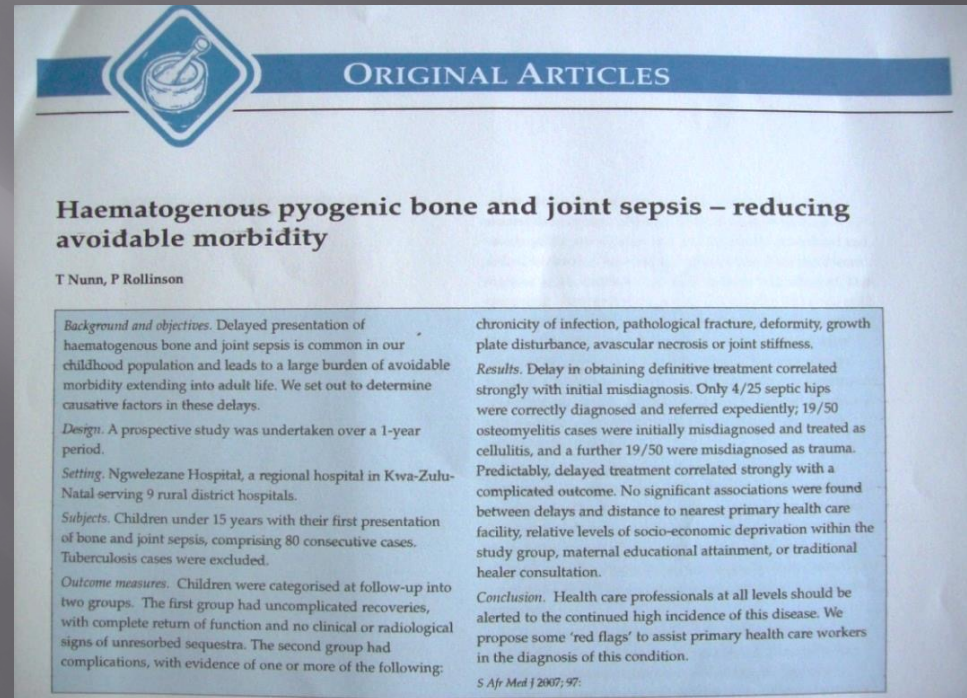 ORIGINAL ARTICLES
Haematogenous pyogenic bone and joint sepsis – reducing
avoidable morbidity
T Nunn, P Rollinson
Background and objectives. Delayed presentation of
haematogenous bone and joint sepsis is common in our
childhood population and leads to a large burden of avoidable
morbidity extending into adult life. We set out to determine
causative factors in these delays.
Design. A prospective study was undertaken over a 1-year
period.
Setting. Ngwelezane Hospital, a regional hospital in Kwa-Zulu-
Natal serving 9 rural district hospitals.
Subjects. Children under 15 years with their first presentation
of bone and joint sepsis, comprising 80 consecutive cases.
Tuberculosis cases were excluded.
Outcome measures. Children were categorised at follow-up into
two groups. The first group had uncomplicated recoveries,
with complete return of function and no clinical or radiological
signs of unresorbed sequestra. The second group had
complications, with evidence of one or more of the following:
chronicity of infection, pathological fracture, deformity, growth
plate disturbance, avascular necrosis or joint stiffness.
Results. Delay in obtaining definitive treatment correlated
strongly with initial misdiagnosis. Only 4/25 septic hips
were correctly diagnosed and referred expediently; 19/50
osteomyelitis cases were initially misdiagnosed and treated as
cellulitis, and a further 19/50 were misdiagnosed as trauma.
Predictably, delayed treatment correlated strongly with a
complicated outcome. No significant associations were found
between delays and distance to nearest primary health care
facility, relative levels of socio-economic deprivation within the
study group, maternal educational attainment, or traditional
healer consultation.
Conclusion. Health care professionals at all levels should be
alerted to the continued high incidence of this disease. We
propose some 'red flags' to assist primary health care workers
in the diagnosis of this condition.
S Afr Med J 2007; 97: